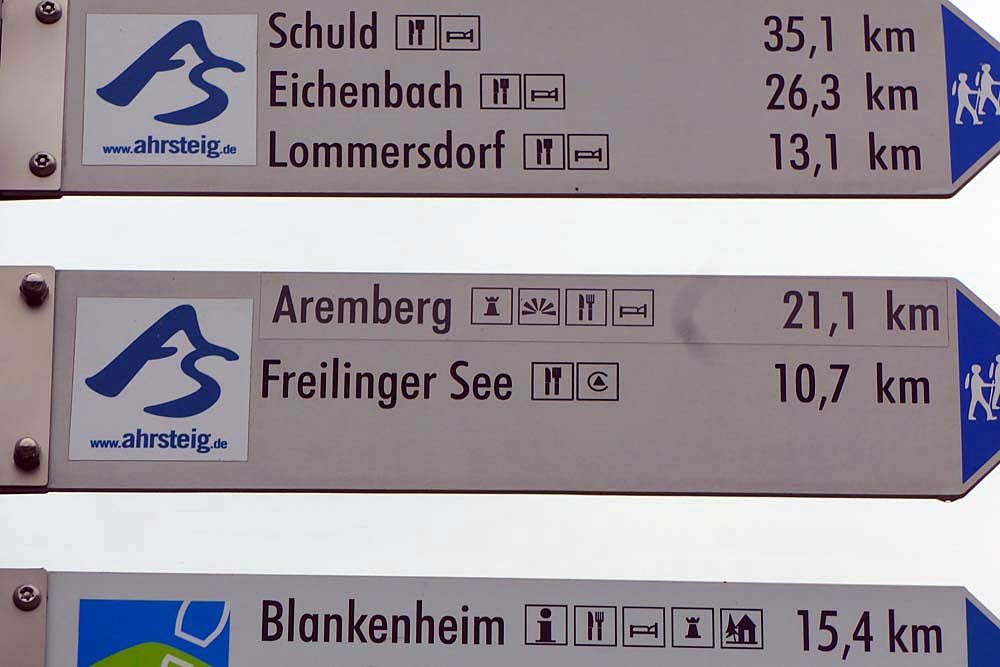 Schuld 35,1 km
Eichenbach 26,3 km
www.ahrsteig.de
Lommersdorf 13,1 km
Aremberg 21,1 km
Freilinger See 10,7 km
www.ahrsteig.de
Blankenheim i 15,4 km